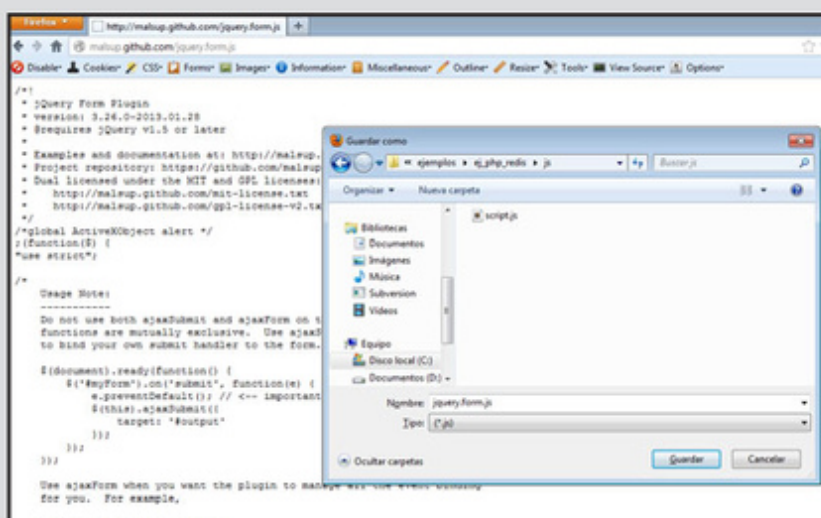 Firefox
http://malsup.github.com/jquery.form.js
+
malsup.github.com/jquery.form.js
Disable Cookies CSS Forms Images Information Miscellaneous Outline Resize Tools View Source Options
/*!
* jQuery Form Plugin
* version: 3.26.0-2013.01.28
* @requires jQuery v1.5 or later
*
* Examples and documentation at: http://malsup.
* Project repository: https://github.com/malsup
* Dual licensed under the MIT and GPL licenses:
* http://malsup.github.com/mit-license.txt
* http://malsup.github.com/gpl-license-v2.tx
*/
/*global ActiveXObject alert */
;(function($) {
"use strict";
/*
Usage Note:
-----------
Do not use both ajaxSubmit and ajaxForm on t
functions are mutually exclusive. Use ajaxS
to bind your own submit handler to the form.
$(document).ready(function() {
$('#myForm').on('submit', function(e) {
e.preventDefault(); // <-- important
$(this).ajaxSubmit({
target: '#output'
});
});
});
Use ajaxForm when you want the plugin to manage all the event binding
for you. For example,
Guardar como
« ejemplos ▸ ej_php_redis ▸ js
Buscar js
Organizar
Nueva carpeta
Bibliotecas
Documentos
Imágenes
Música
Subversion
Vídeos
Equipo
Disco local (C:)
Documentos (D:)
script.js
Nombre: jquery.form.js
Tipo: (*.js)
Ocultar carpetas
Guardar
Cancelar